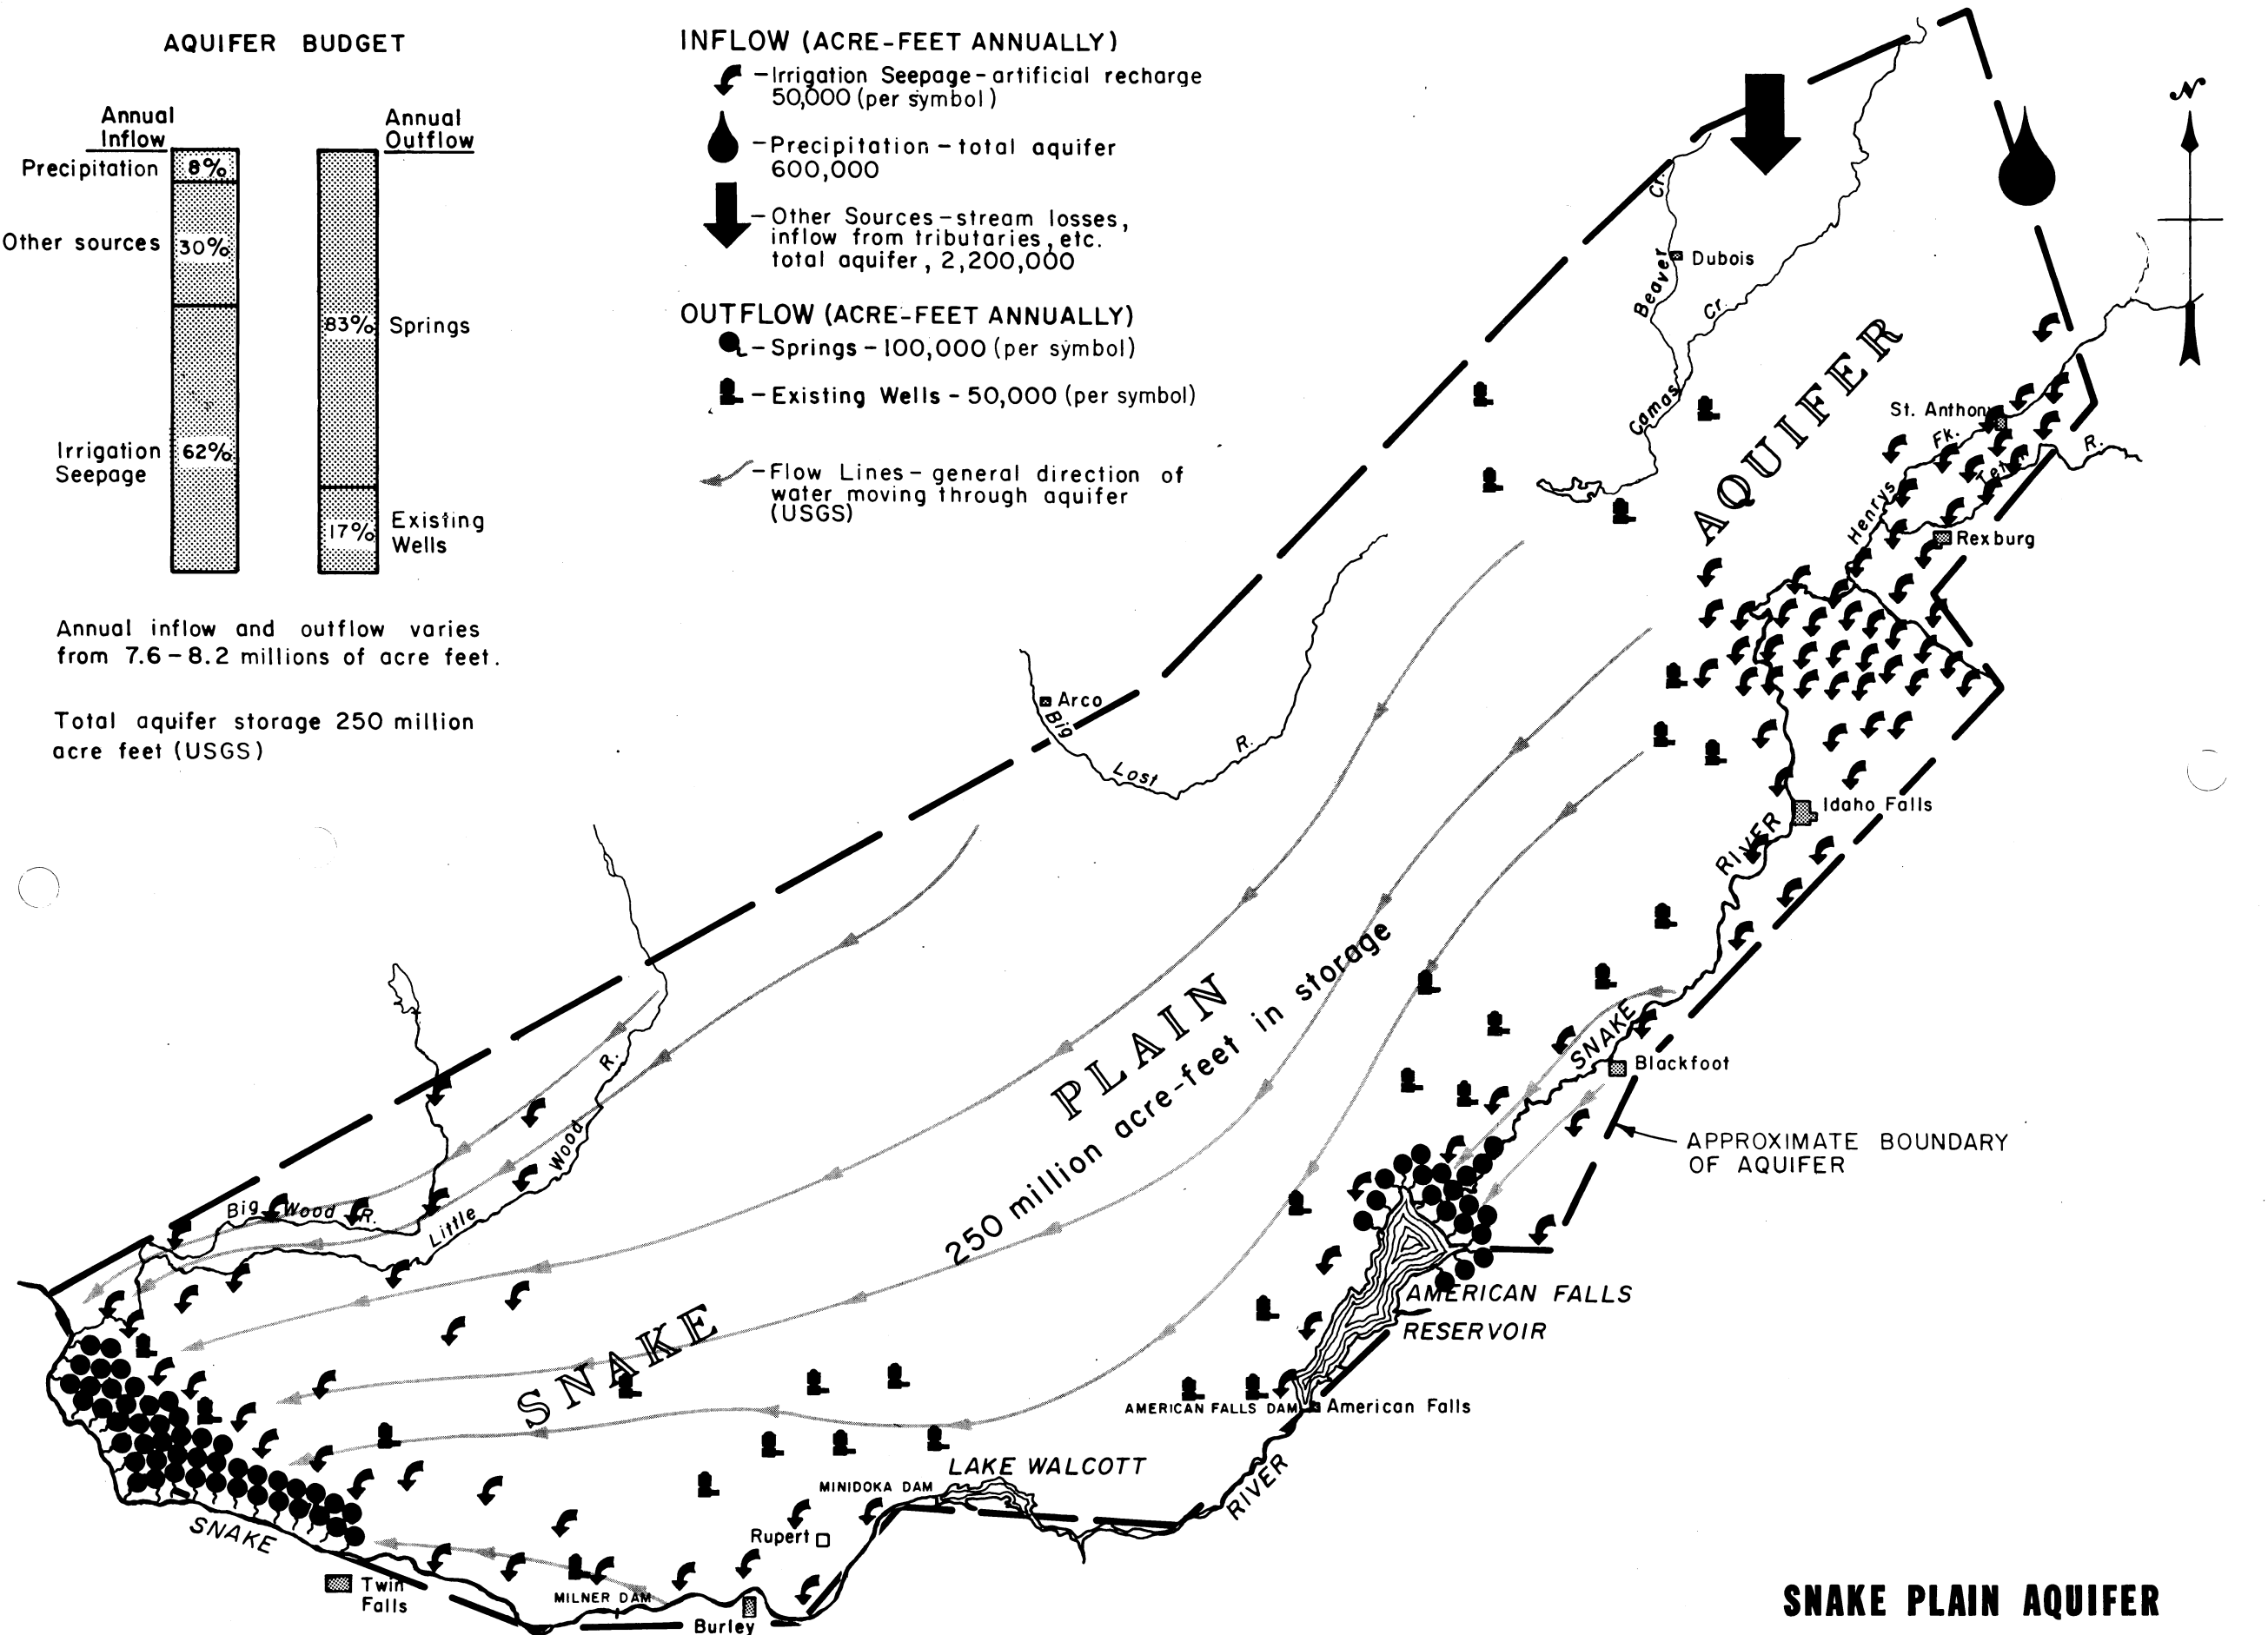 AQUIFER BUDGET
Annual
Inflow
Annual
Outflow
Precipitation
8%
Other sources
30%
83%
Springs
Irrigation
Seepage
62%
17%
Existing
Wells
Annual inflow and outflow varies
from 7.6-8.2 millions of acre feet.
Total aquifer storage 250 million
acre feet (USGS)
INFLOW (ACRE-FEET ANNUALLY)
-Irrigation Seepage-artificial recharge
50,000 (per symbol)
-Precipitation-total aquifer
600,000
-Other Sources-stream losses,
inflow from tributaries, etc.
total aquifer, 2,200,000
OUTFLOW (ACRE-FEET ANNUALLY)
-Springs-100,000 (per symbol)
-Existing Wells-50,000 (per symbol)
-Flow Lines-general direction of
water moving through aquifer
(USGS)
N
Cr.
Beaver
Dubois
Cr.
Camas
AQUIFER
St. Anthony
Henrys
Fk.
Teton
R.
Rexburg
Arco
Big
Lost
R.
Idaho Falls
RIVER
SNAKE
Blackfoot
APPROXIMATE BOUNDARY
OF AQUIFER
PLAIN
250 million acre-feet in storage
R.
Wood
Little
Big Wood R.
SNAKE
AMERICAN FALLS
RESERVOIR
AMERICAN FALLS DAM
American Falls
LAKE WALCOTT
MINIDOKA DAM
RIVER
Rupert
SNAKE
Twin
Falls
MILNER DAM
Burley
SNAKE PLAIN AQUIFER